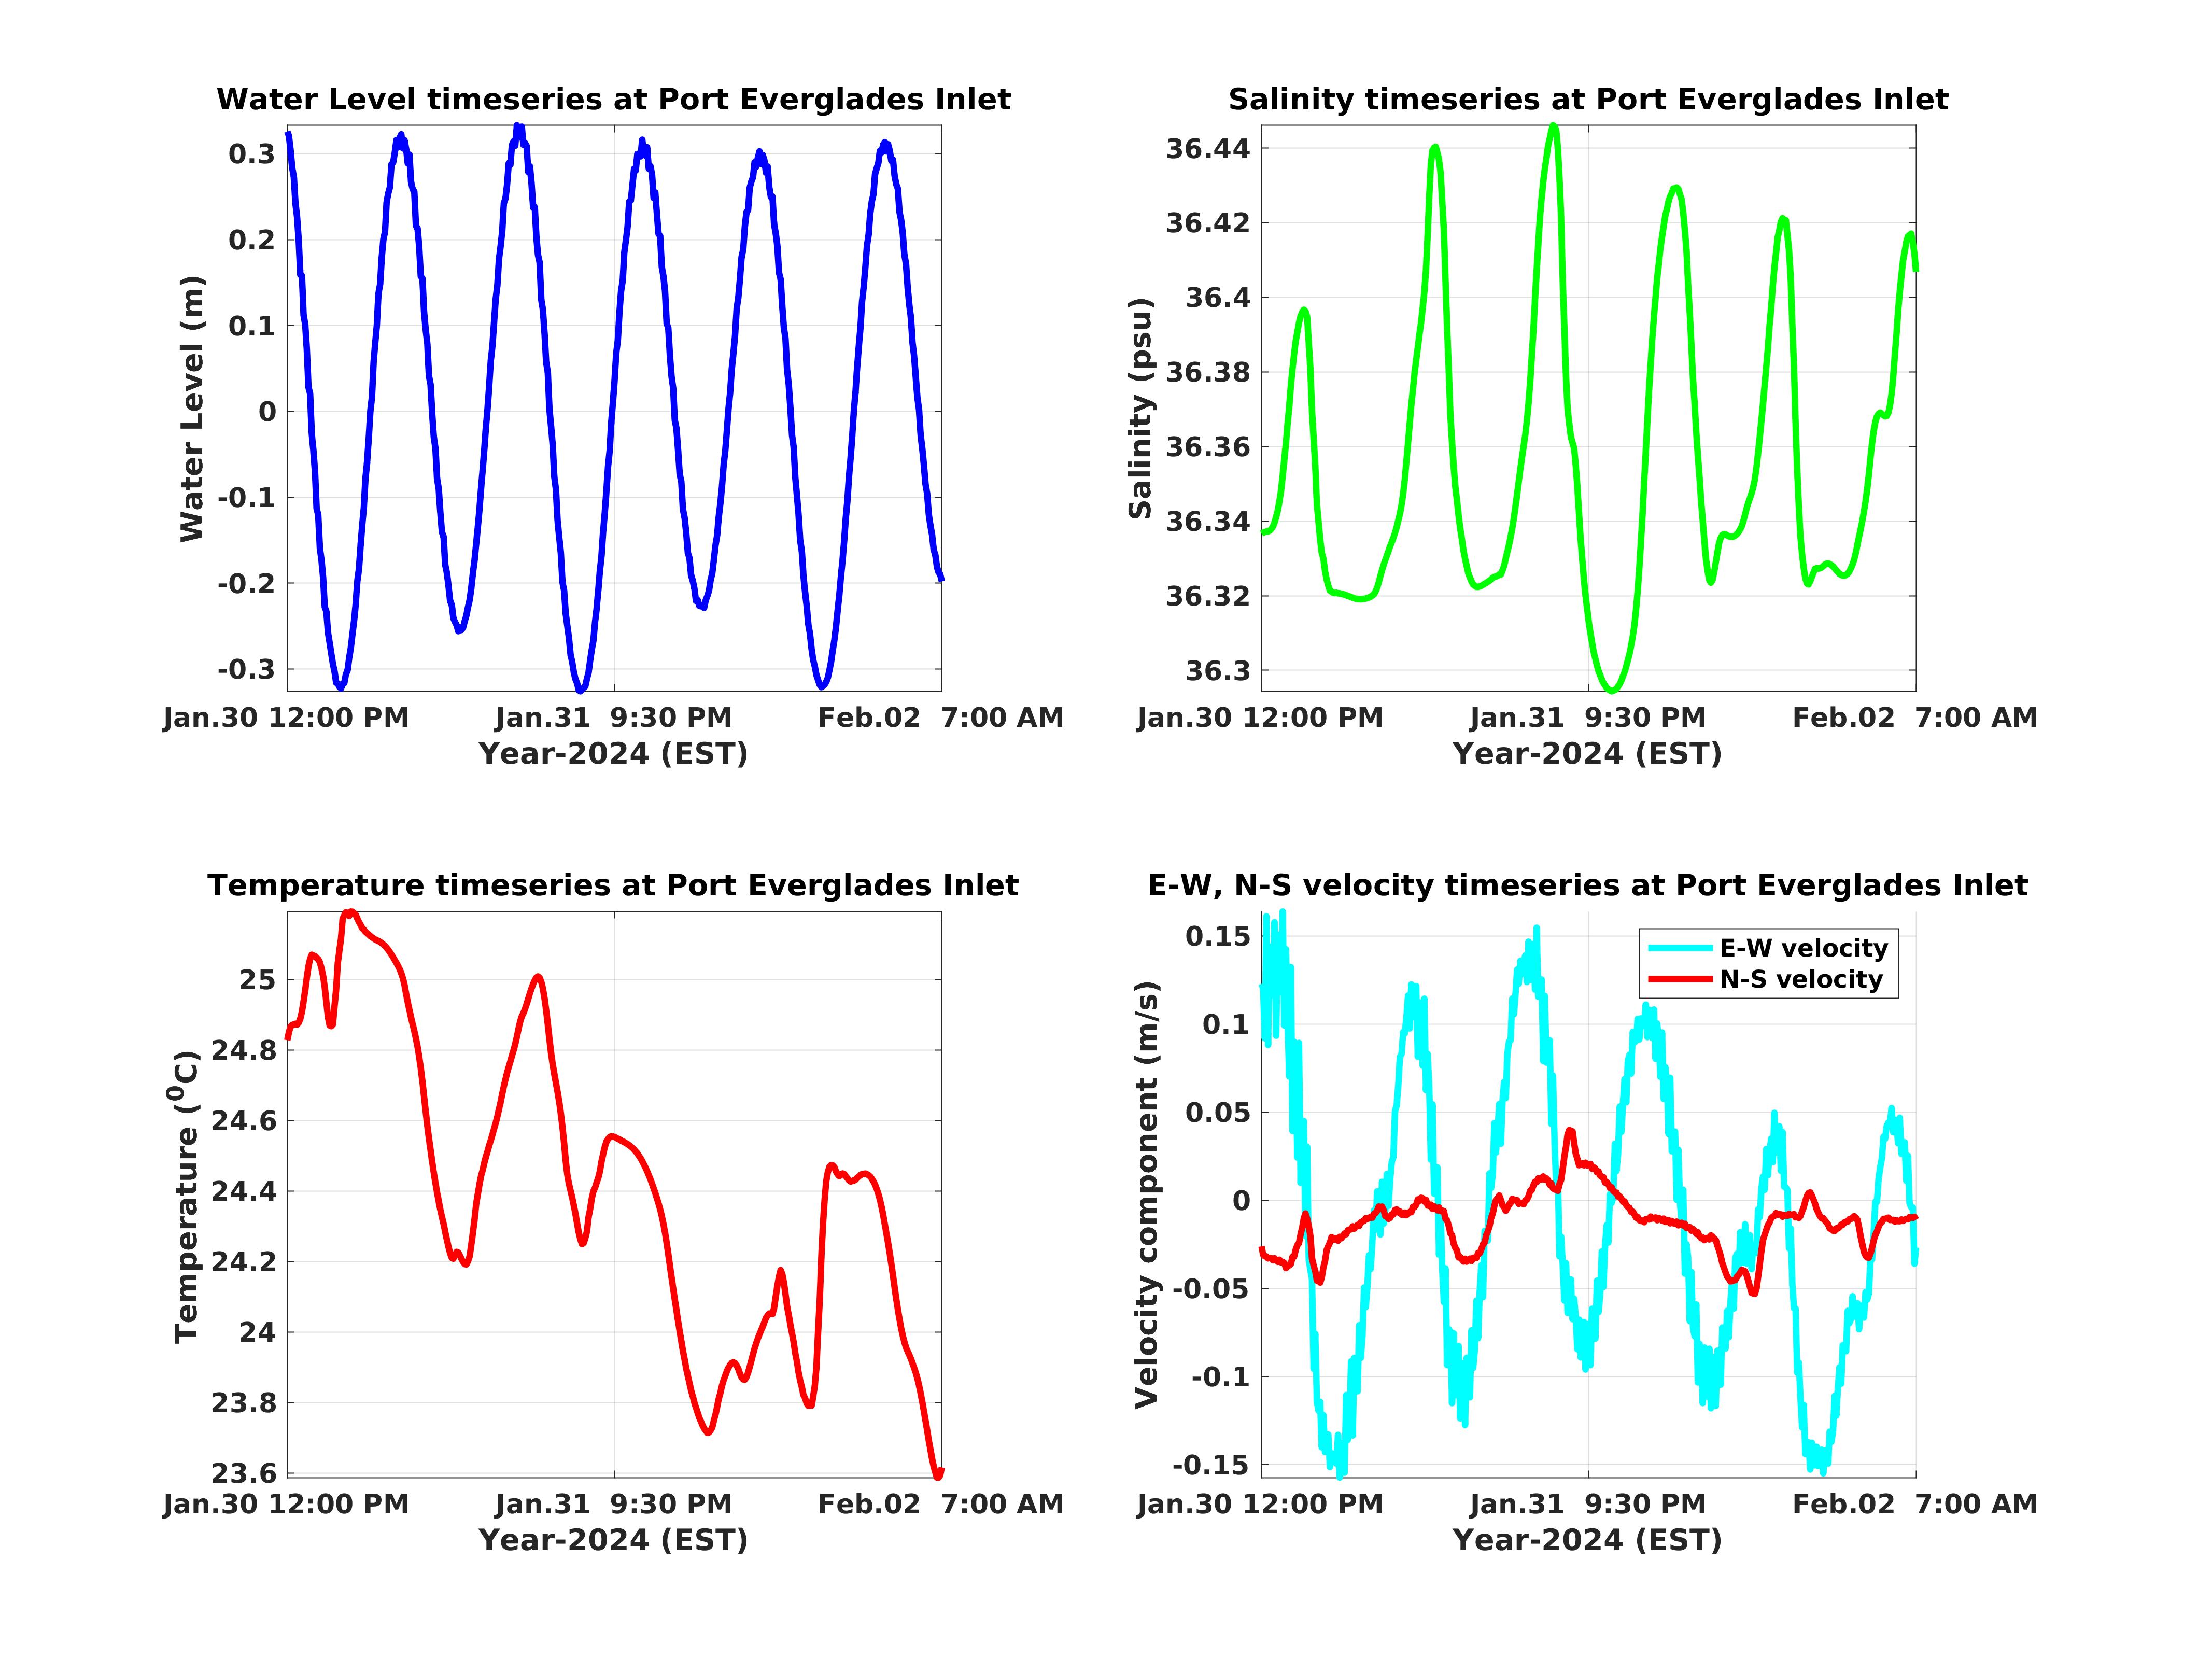 Water Level timeseries at Port Everglades Inlet
0.3
0.2
0.1
0
-0.1
-0.2
-0.3
Water Level (m)
Jan.30 12:00 PM Jan.31 9:30 PM Feb.02 7:00 AM
Year-2024 (EST)
Salinity timeseries at Port Everglades Inlet
36.44
36.42
36.4
36.38
36.36
36.34
36.32
36.3
Salinity (psu)
Jan.30 12:00 PM Jan.31 9:30 PM Feb.02 7:00 AM
Year-2024 (EST)
Temperature timeseries at Port Everglades Inlet
25
24.8
24.6
24.4
24.2
24
23.8
23.6
Temperature (⁰C)
Jan.30 12:00 PM Jan.31 9:30 PM Feb.02 7:00 AM
Year-2024 (EST)
E-W, N-S velocity timeseries at Port Everglades Inlet
0.15
0.1
0.05
0
-0.05
-0.1
-0.15
Velocity component (m/s)
E-W velocity
N-S velocity
Jan.30 12:00 PM Jan.31 9:30 PM Feb.02 7:00 AM
Year-2024 (EST)